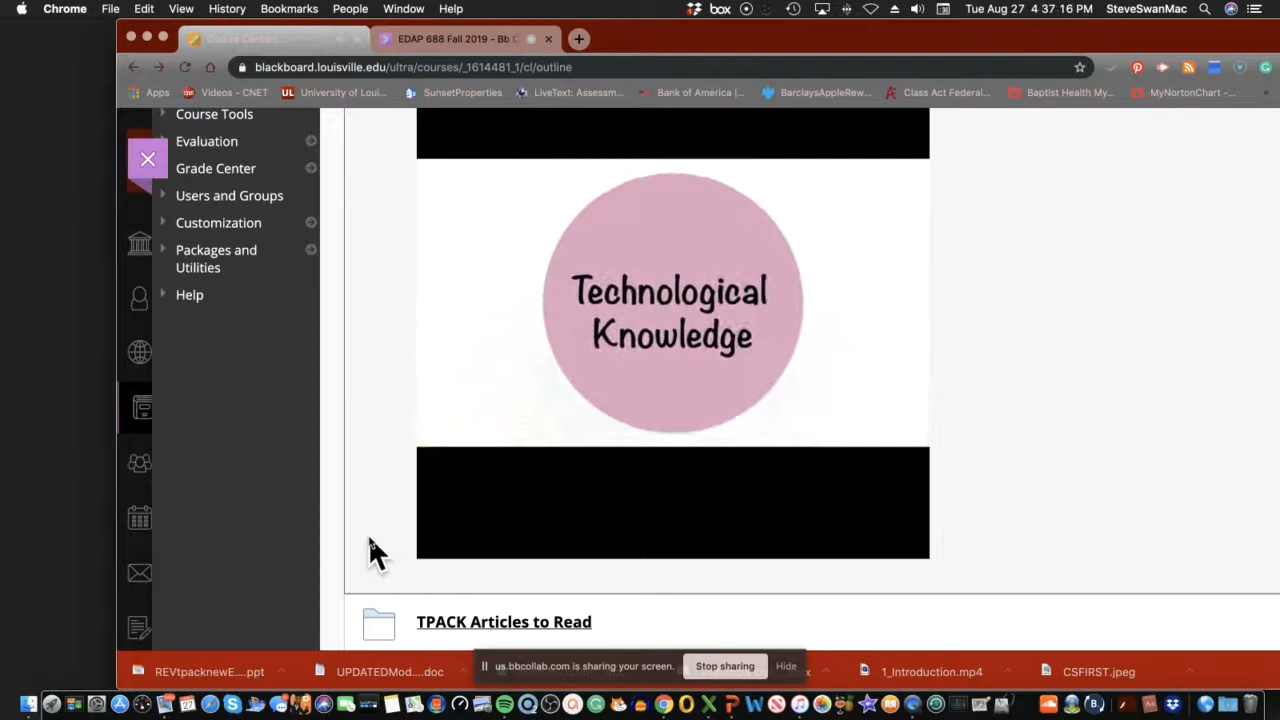 Chrome File Edit View History Bookmarks People Window Help box Tue Aug 27 4:37:16 PM SteveSwanMac
EDAP 688 Fall 2019 - Bb C
blackboard.louisville.edu/ultra/courses/_1614481_1/cl/outline
Apps Videos - CNET UL University of Loui... SunsetProperties LiveText: Assessm... Bank of America |... BarclaysAppleRew... Class Act Federal... Baptist Health My... MyNortonChart -... »
Course Tools
Evaluation
Grade Center
Users and Groups
Customization
Packages and
Utilities
Help
Technological
Knowledge
TPACK Articles to Read
us.bbcollab.com is sharing your screen. Stop sharing Hide
REVtpacknewE....ppt UPDATEDMod....doc 1_Introduction.mp4 CSFIRST.jpeg